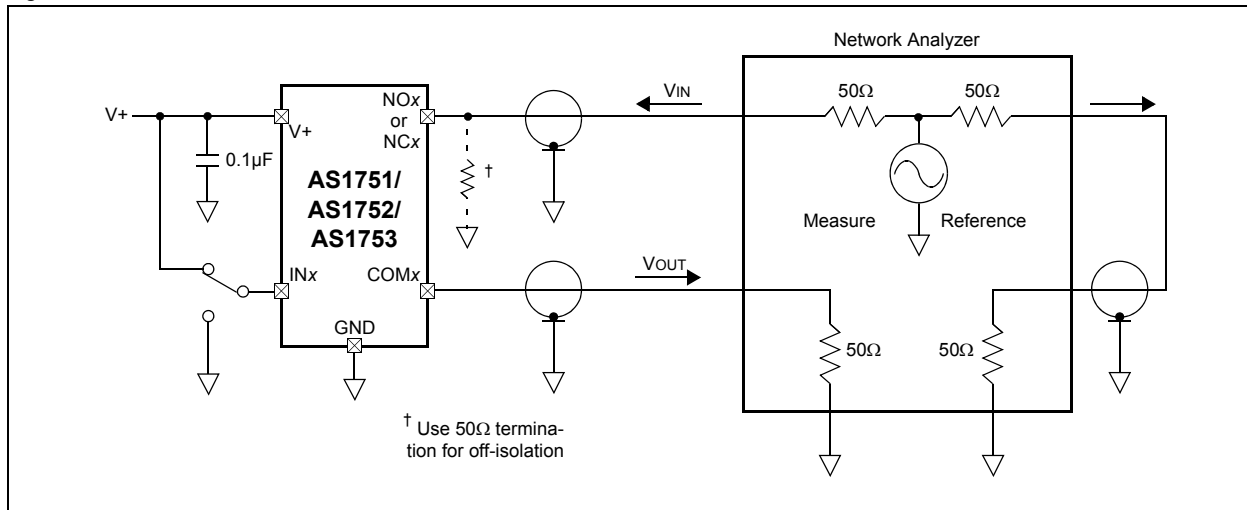 Network Analyzer
V+
0.1µF
V+
NOx
or
NCx
AS1751/
AS1752/
AS1753
INx
COMx
GND
†
VIN
VOUT
50Ω
50Ω
Measure
Reference
50Ω
50Ω
† Use 50Ω termina-
tion for off-isolation